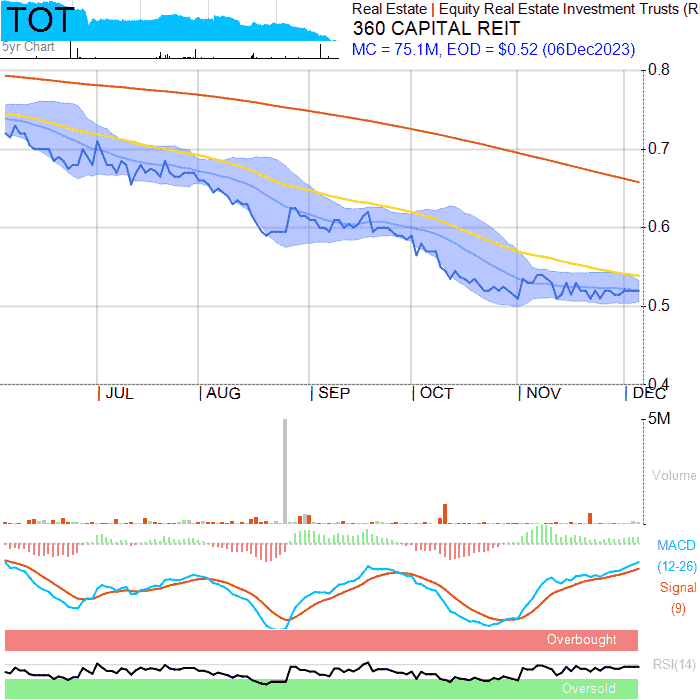 TOT
5yr Chart
Real Estate | Equity Real Estate Investment Trusts (R
360 CAPITAL REIT
MC = 75.1M, EOD = $0.52 (06Dec2023)
0.8
0.7
0.6
0.5
0.4
JUL AUG SEP OCT NOV DEC
5M
Volume
MACD
(12-26)
Signal
(9)
Overbought
RSI(14)
Oversold